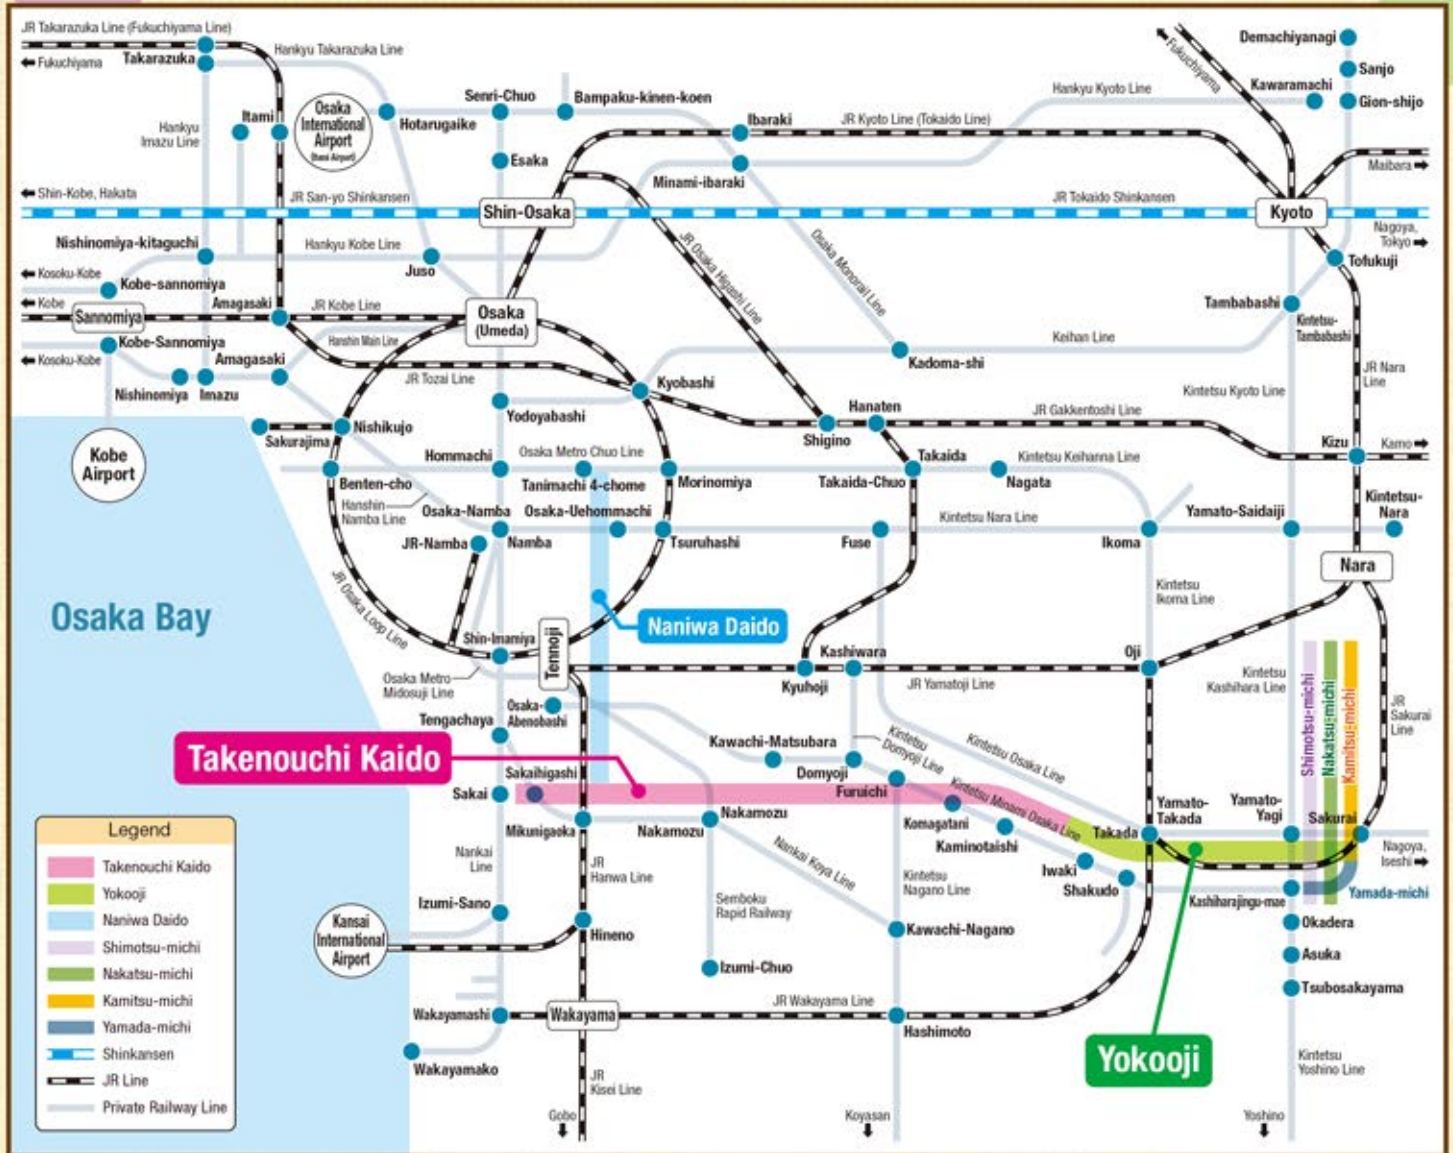 JR Takarazuka Line (Fukuchiyama Line)
Takarazuka
← Fukuchiyama
Hankyu Takarazuka Line
Itami
Hankyu
Imazu Line
Osaka
International
Airport
(Itami Airport)
Hotarugaike
Senri-Chuo
Bampaku-kinen-koen
Esaka
Ibaraki
JR Kyoto Line (Tokaido Line)
Hankyu Kyoto Line
Minami-ibaraki
Fukuchiyama
Demachiyanagi
Sanjo
Kawaramachi
Gion-shijo
Maibara →
← Shin-Kobe, Hakata
JR San-yo Shinkansen
Shin-Osaka
JR Tokaido Shinkansen
Kyoto
Nagoya,
Tokyo →
Nishinomiya-kitaguchi
Hankyu Kobe Line
Juso
JR Osaka Higashi Line
Osaka Monorail Line
Tofukuji
← Kosoku-Kobe
Kobe-sannomiya
← Kobe
Sannomiya
Amagasaki
JR Kobe Line
Osaka
(Umeda)
Tambabashi
Kintetsu-
Tambabashi
Kobe-Sannomiya
← Kosoku-Kobe
Amagasaki
Hanshin Main Line
Keihan Line
Kadoma-shi
Nishinomiya
Imazu
JR Tozai Line
Kyobashi
Kintetsu Kyoto Line
JR Nara
Line
Yodoyabashi
Sakurajima
Nishikujo
Shigino
Hanaten
JR Gakkentoshi Line
Kizu
Kamo →
Kobe
Airport
Hommachi
Osaka Metro Chuo Line
Tanimachi 4-chome
Benten-cho
Morinomiya
Takaida
Takaida-Chuo
Kintetsu Keihanna Line
Nagata
Hanshin
Namba Line
Osaka-Namba
Osaka-Uehommachi
JR-Namba
Namba
Tsuruhashi
Fuse
Kintetsu Nara Line
Ikoma
Yamato-Saidaiji
Kintetsu-
Nara
Nara
Osaka Bay
JR Osaka Loop Line
Naniwa Daido
Kintetsu
Ikoma Line
Shin-Imamiya
Tennoji
Osaka Metro
Midosuji Line
Kashiwara
Kyuhoji
JR Yamatoji Line
Oji
Kintetsu
Kashihara Line
Shimotsu-michi
Nakatsu-michi
Kamitsu-michi
JR
Sakurai
Line
Osaka-
Abenobashi
Tengachaya
Kawachi-Matsubara
Kintetsu
Domyoji Line
Kintetsu Osaka Line
Takenouchi Kaido
Sakaihigashi
Sakai
Domyoji
Furuichi
Kintetsu Minami Osaka Line
Mikunigaoka
Nakamozu
Nakamozu
Komagatani
Kaminotaishi
Takada
Yamato-
Takada
Yamato-
Yagi
Sakurai
Nagoya,
Iseshi →
Iwaki
Shakudo
Kashiharajingu-mae
Yamada-michi
Nankai
Line
JR
Hanwa Line
Nankai Koya Line
Semboku
Rapid Railway
Kintetsu
Nagano Line
Izumi-Sano
Kansai
International
Airport
Hineno
Kawachi-Nagano
Izumi-Chuo
Okadera
Asuka
Tsubosakayama
Wakayamashi
Wakayama
JR Wakayama Line
Hashimoto
Wakayamako
Yokooji
JR
Kisei Line
Kintetsu
Yoshino Line
Gobo
Koyasan
Yoshino
Legend
Takenouchi Kaido
Yokooji
Naniwa Daido
Shimotsu-michi
Nakatsu-michi
Kamitsu-michi
Yamada-michi
Shinkansen
JR Line
Private Railway Line